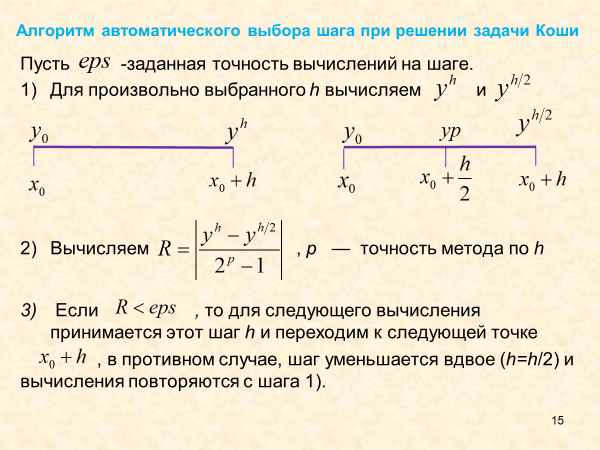 Алгоритм автоматического выбора шага при решении задачи Коши
Пусть eps -заданная точность вычислений на шаге.
1) Для произвольно выбранного h вычисляем y^h и y^{h/2}
y_0 y^h y_0 yp y^{h/2}
x_0 x_0 + h x_0 x_0 + \frac{h}{2} x_0 + h
2) Вычисляем R = \left| \frac{y^h - y^{h/2}}{2^p - 1} \right| , p — точность метода по h
3) Если R < eps , то для следующего вычисления
принимается этот шаг h и переходим к следующей точке
x_0 + h , в противном случае, шаг уменьшается вдвое (h=h/2) и
вычисления повторяются с шага 1).
15